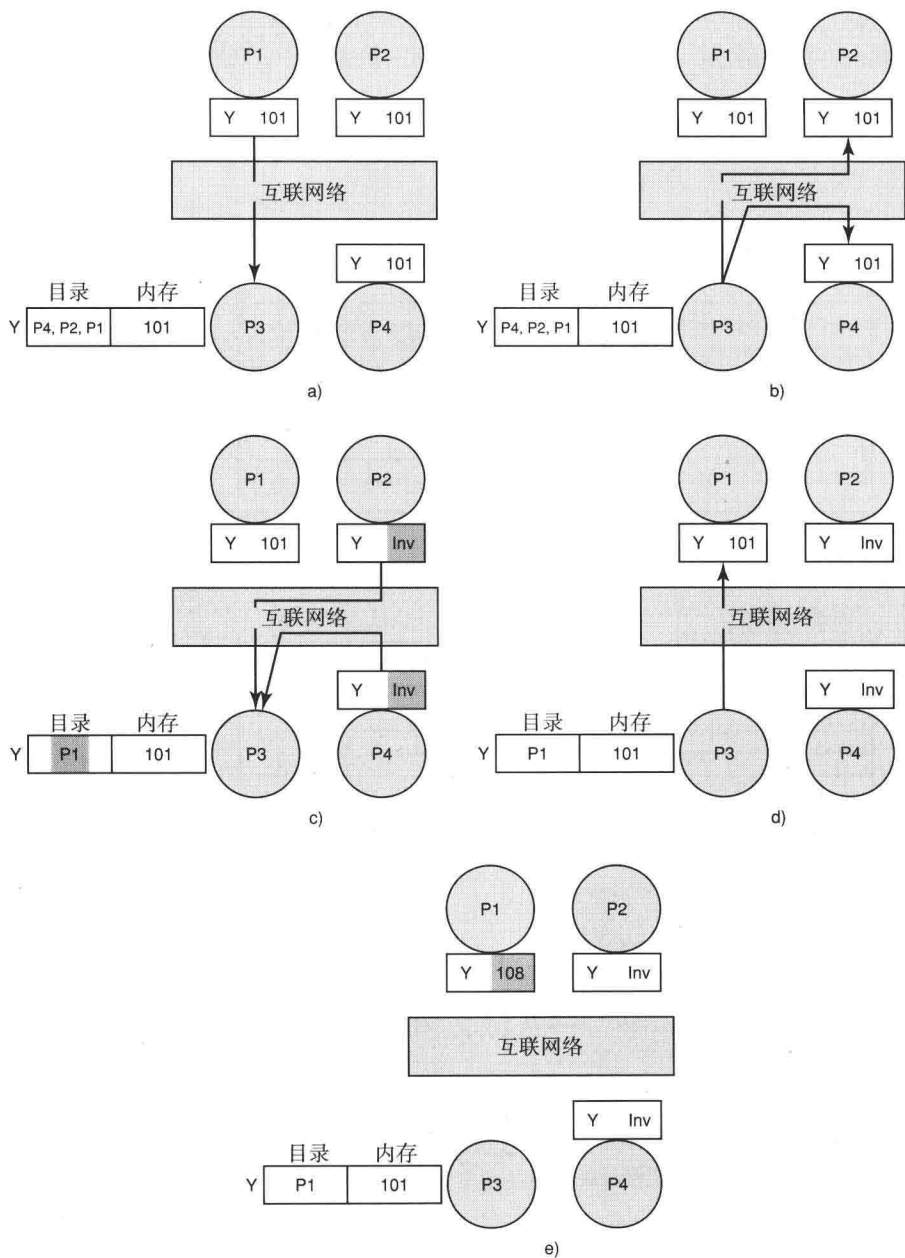 P1 P2
Y 101 Y 101
互联网络
Y 101
目录 内存
Y P4, P2, P1 101 P3 P4
a)
P1 P2
Y 101 Y 101
互联网络
Y 101
目录 内存
Y P4, P2, P1 101 P3 P4
b)
P1 P2
Y 101 Y Inv
互联网络
Y Inv
目录 内存
Y P1 101 P3 P4
c)
P1 P2
Y 101 Y Inv
互联网络
Y Inv
目录 内存
Y P1 101 P3 P4
d)
P1 P2
Y 108 Y Inv
互联网络
Y Inv
目录 内存
Y P1 101 P3 P4
e)